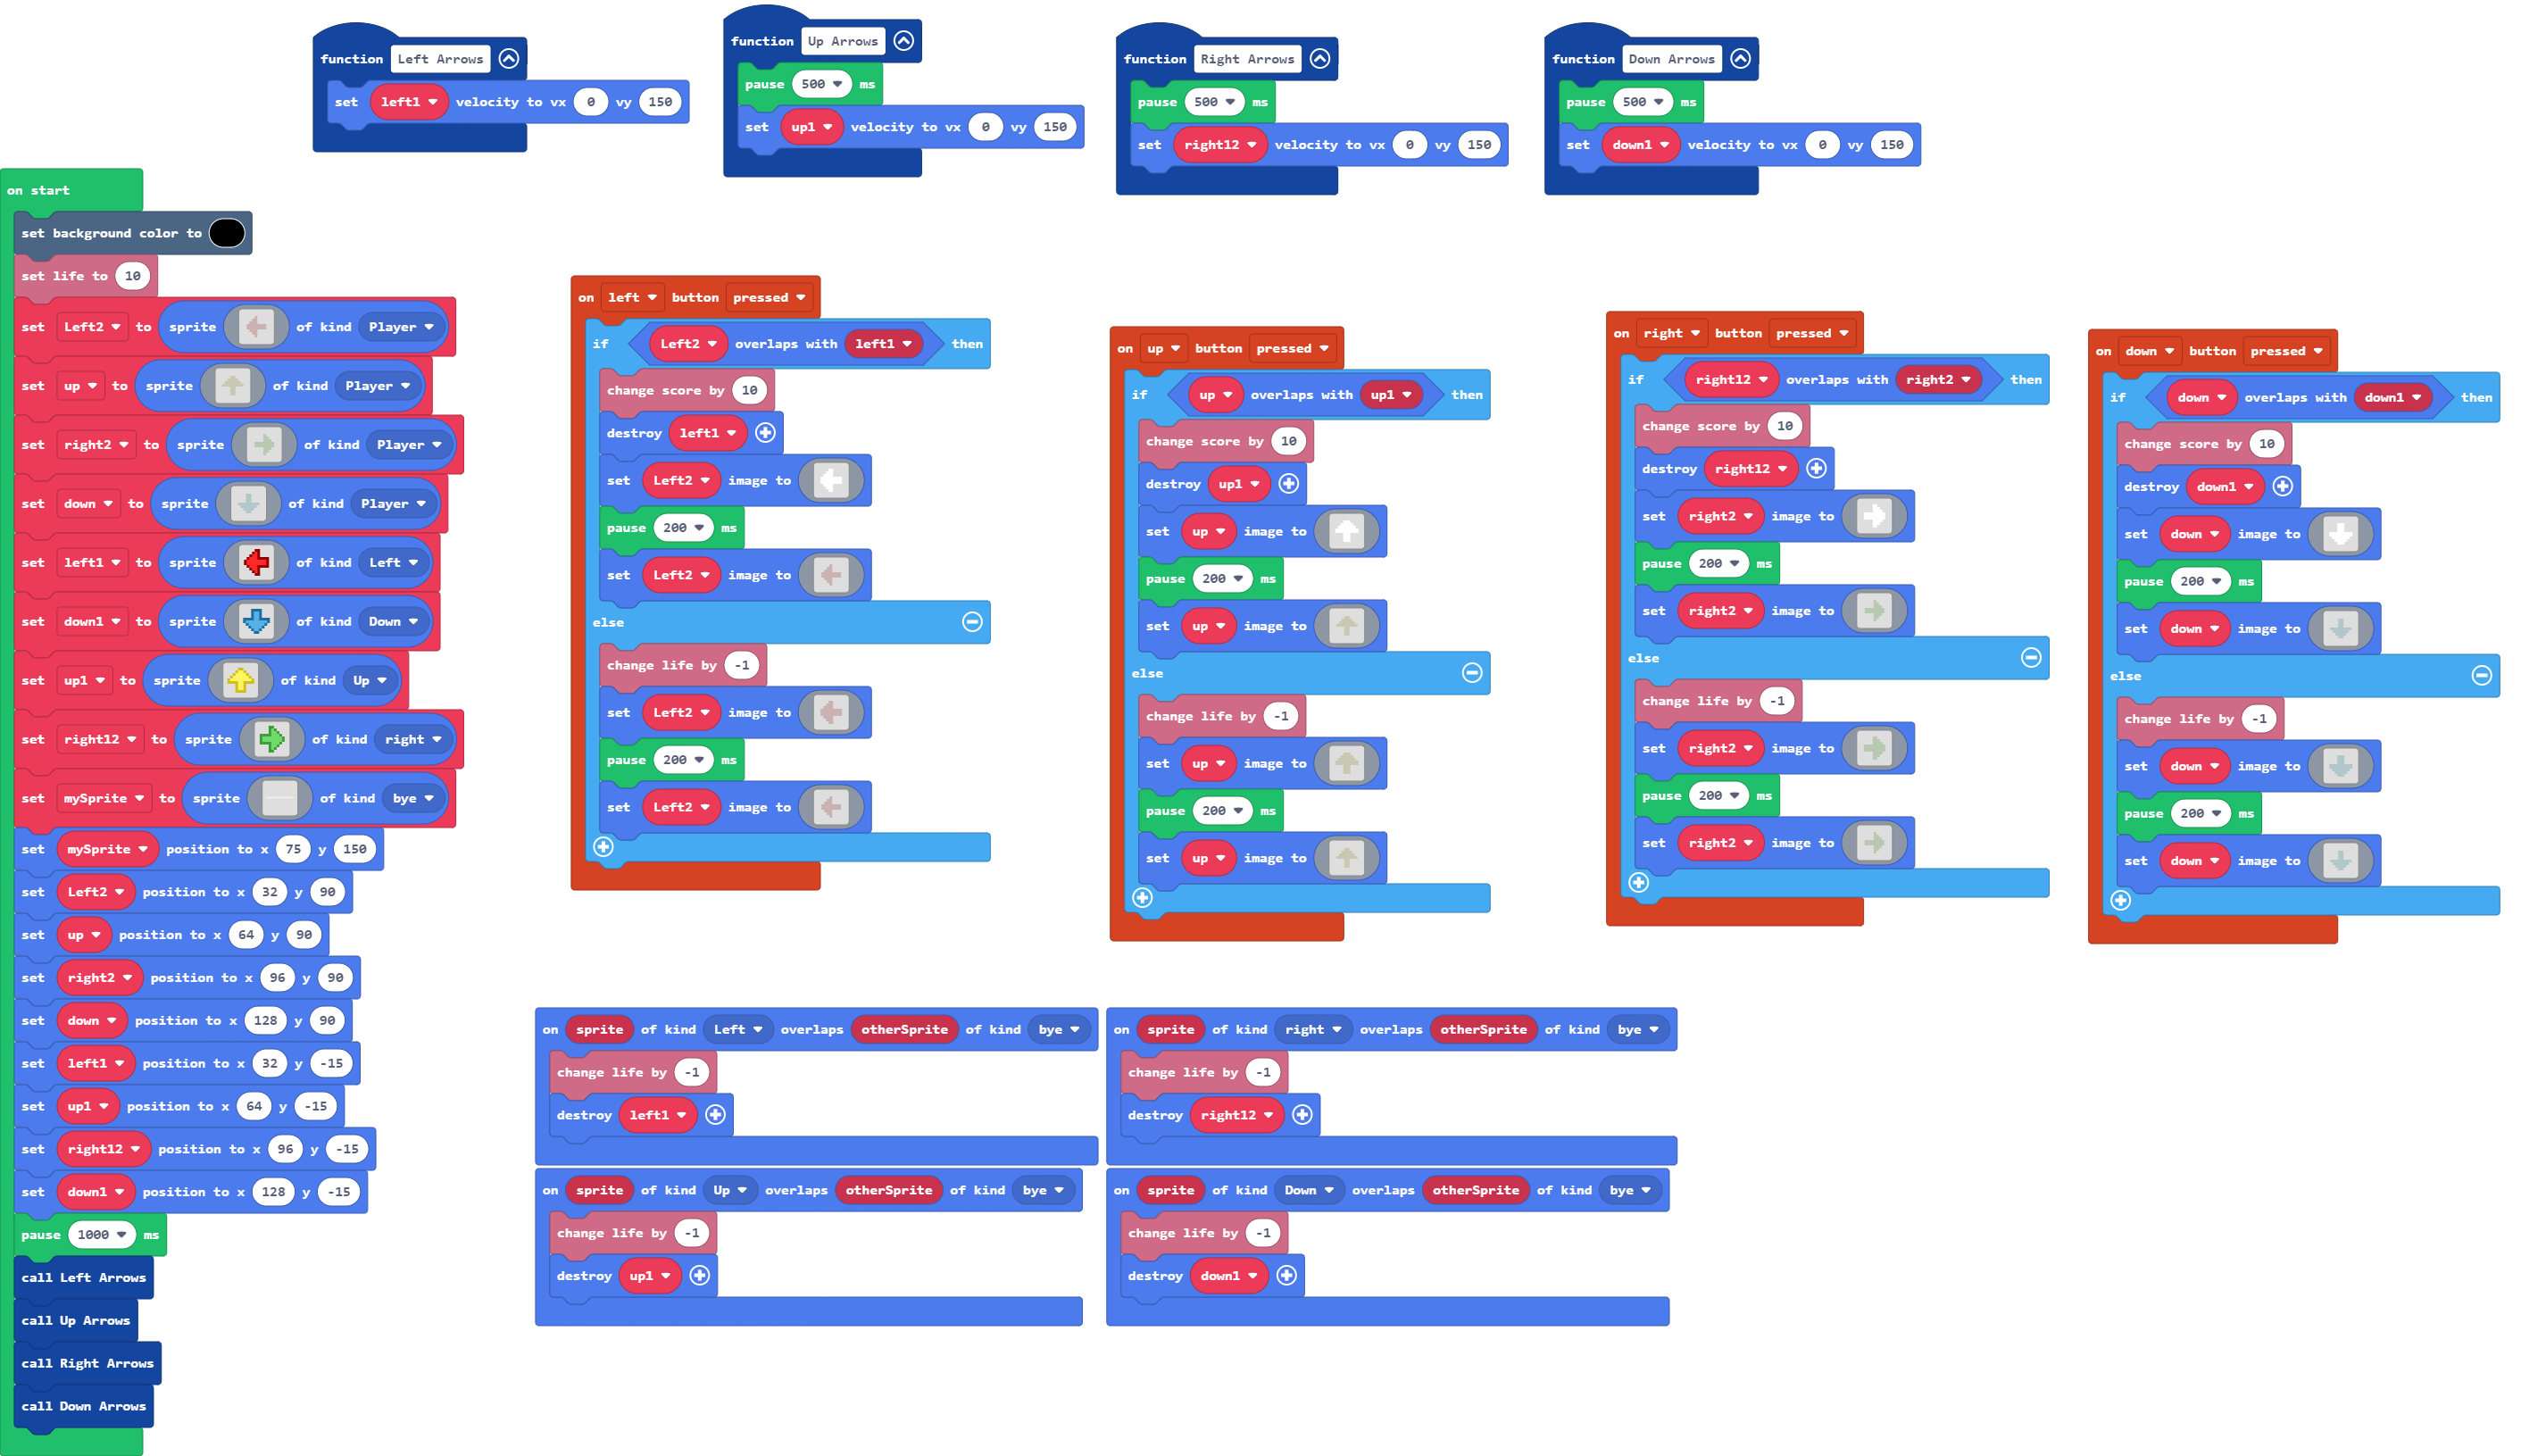 function Left Arrows
set left1 velocity to vx 0 vy 150
function Up Arrows
pause 500 ms
set up1 velocity to vx 0 vy 150
function Right Arrows
pause 500 ms
set right12 velocity to vx 0 vy 150
function Down Arrows
pause 500 ms
set down1 velocity to vx 0 vy 150
on start
set background color to
set life to 10
set Left2 to sprite of kind Player
set up to sprite of kind Player
set right2 to sprite of kind Player
set down to sprite of kind Player
set left1 to sprite of kind Left
set down1 to sprite of kind Down
set up1 to sprite of kind Up
set right12 to sprite of kind right
set mySprite to sprite of kind bye
set mySprite position to x 75 y 150
set Left2 position to x 32 y 90
set up position to x 64 y 90
set right2 position to x 96 y 90
set down position to x 128 y 90
set left1 position to x 32 y -15
set up1 position to x 64 y -15
set right12 position to x 96 y -15
set down1 position to x 128 y -15
pause 1000 ms
call Left Arrows
call Up Arrows
call Right Arrows
call Down Arrows
on left button pressed
if Left2 overlaps with left1 then
change score by 10
destroy left1
set Left2 image to
pause 200 ms
set Left2 image to
else
change life by -1
set Left2 image to
pause 200 ms
set Left2 image to
on up button pressed
if up overlaps with up1 then
change score by 10
destroy up1
set up image to
pause 200 ms
set up image to
else
change life by -1
set up image to
pause 200 ms
set up image to
on right button pressed
if right12 overlaps with right2 then
change score by 10
destroy right12
set right2 image to
pause 200 ms
set right2 image to
else
change life by -1
set right2 image to
pause 200 ms
set right2 image to
on down button pressed
if down overlaps with down1 then
change score by 10
destroy down1
set down image to
pause 200 ms
set down image to
else
change life by -1
set down image to
pause 200 ms
set down image to
on sprite of kind Left overlaps otherSprite of kind bye
change life by -1
destroy left1
on sprite of kind right overlaps otherSprite of kind bye
change life by -1
destroy right12
on sprite of kind Up overlaps otherSprite of kind bye
change life by -1
destroy up1
on sprite of kind Down overlaps otherSprite of kind bye
change life by -1
destroy down1